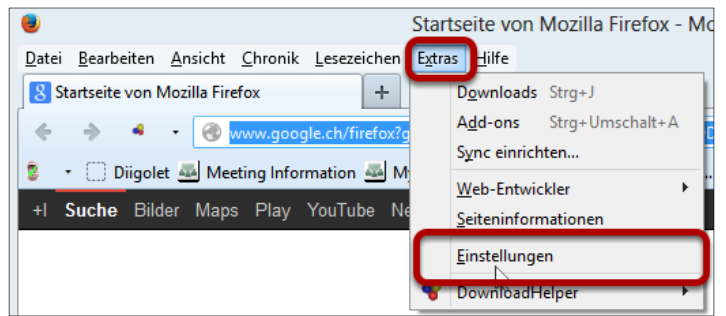 Startseite von Mozilla Firefox - Mo
Datei Bearbeiten Ansicht Chronik Lesezeichen Extras Hilfe
8 Startseite von Mozilla Firefox +
www.google.ch/firefox?g
Diigolet Meeting Information M
+I Suche Bilder Maps Play YouTube Ne
Downloads Strg+J
Add-ons Strg+Umschalt+A
Sync einrichten...
Web-Entwickler
Seiteninformationen
Einstellungen
DownloadHelper